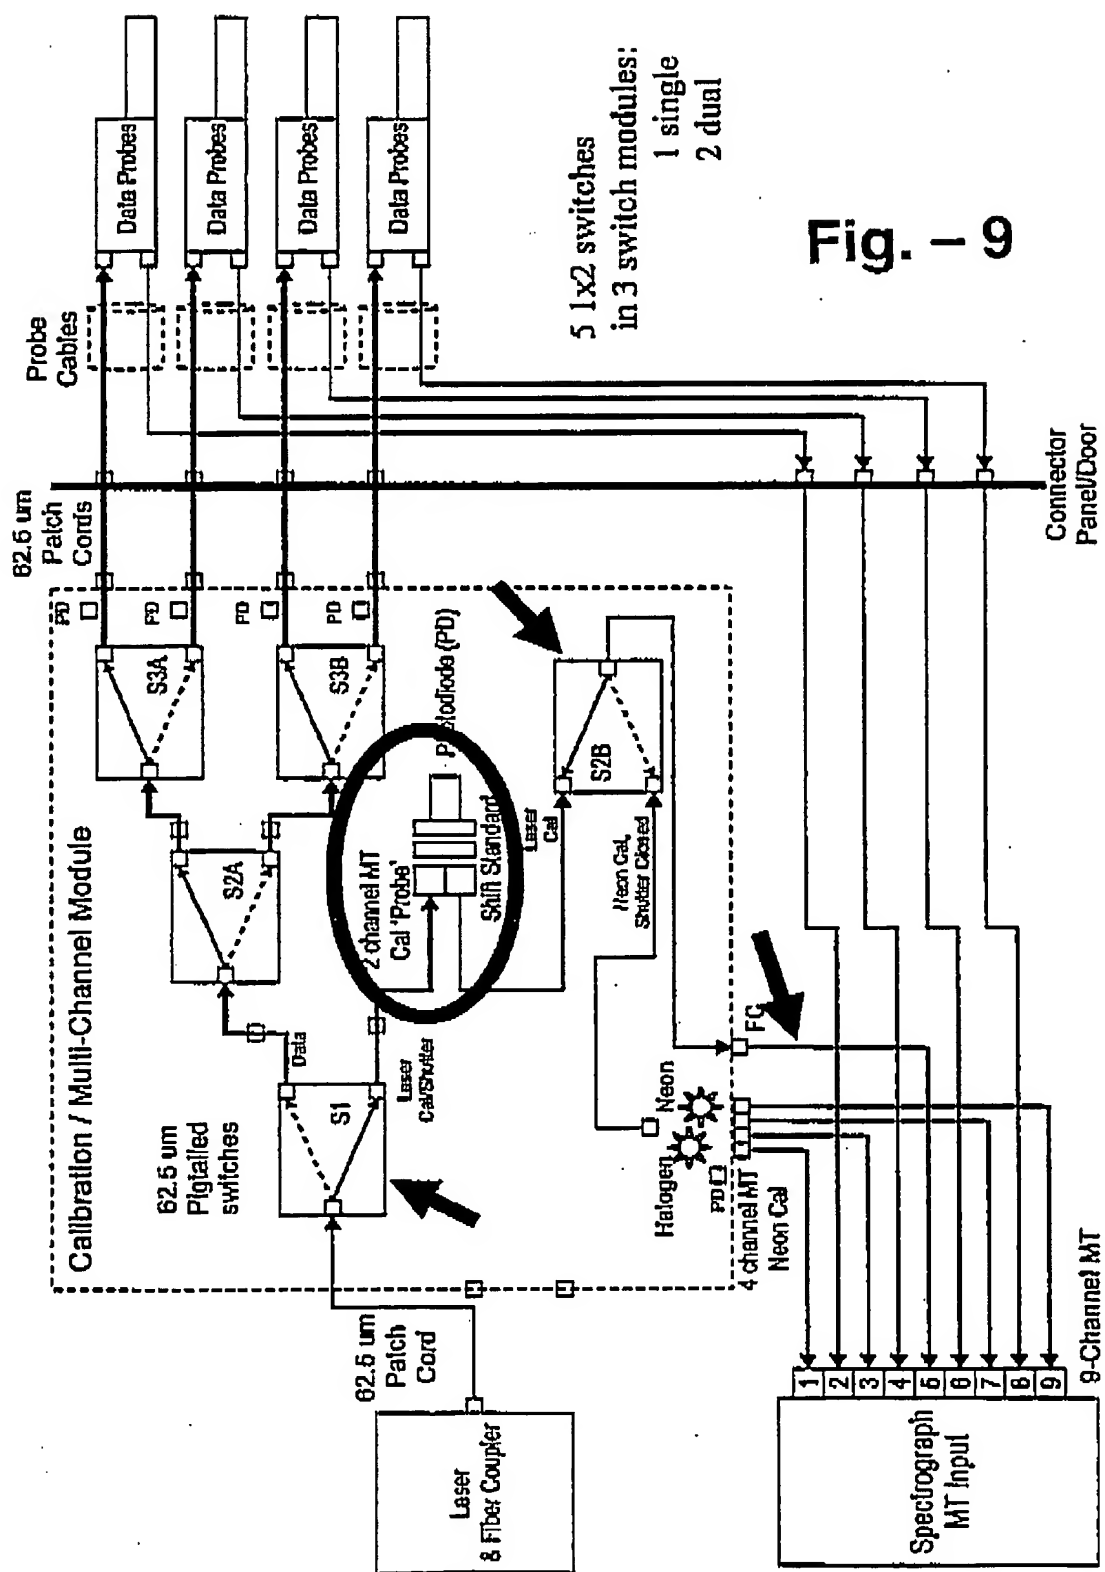 Calibration / Multi-Channel Module
62.5 um
Patch
Cords
Probe
Cables
Data Probes
Data Probes
Data Probes
Data Probes
PD
PD
PD
PD
S3A
S3B
S2A
62.5 um
Pigtailed
switches
Data
S1
Laser
Cal/Shutter
2 channel MT
Cal 'Probe'
Shift Standard
Photodiode (PD)
Laser
Cal
S2B
Neon Cal,
Shutter Closed
62.5 um
Patch
Cord
Laser
& Fiber Coupler
Halogen
Neon
PD
FC
4 channel MT
Neon Cal
Connector
Panel/Door
5 1x2 switches
in 3 switch modules:
1 single
2 dual
Spectrograph
MT Input
1
2
3
4
5
6
7
8
9
9-Channel MT
Fig. – 9